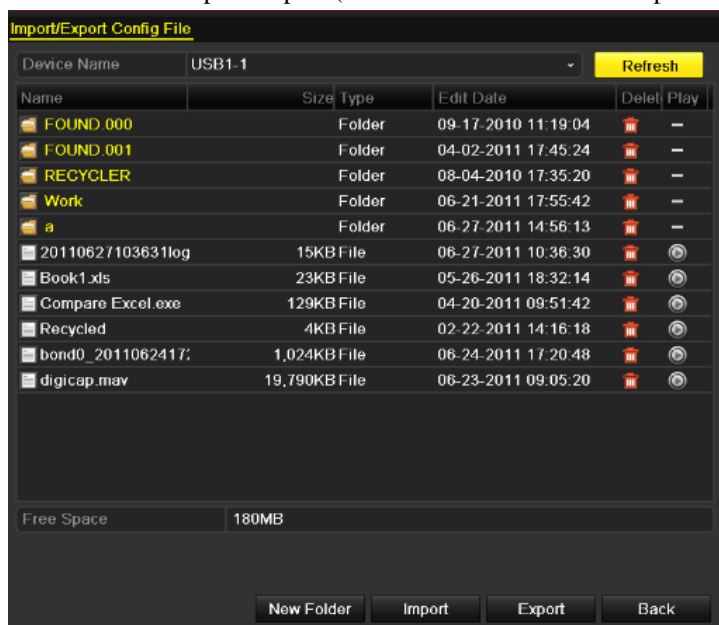 Import/Export Config File
Device Name USB1-1 Refresh
Name Size Type Edit Date Delet Play
FOUND.000 Folder 09-17-2010 11:19:04 –
FOUND.001 Folder 04-02-2011 17:45:24 –
RECYCLER Folder 08-04-2010 17:35:20 –
Work Folder 06-21-2011 17:55:42 –
a Folder 06-27-2011 14:56:13 –
20110627103631log 15KB File 06-27-2011 10:36:30
Book1.xls 23KB File 05-26-2011 18:32:14
Compare Excel.exe 129KB File 04-20-2011 09:51:42
Recycled 4KB File 02-22-2011 14:16:18
bond0_2011062417 1,024KB File 06-24-2011 17:20:48
digicap.mav 19,790KB File 06-23-2011 09:05:20
Free Space 180MB
New Folder Import Export Back